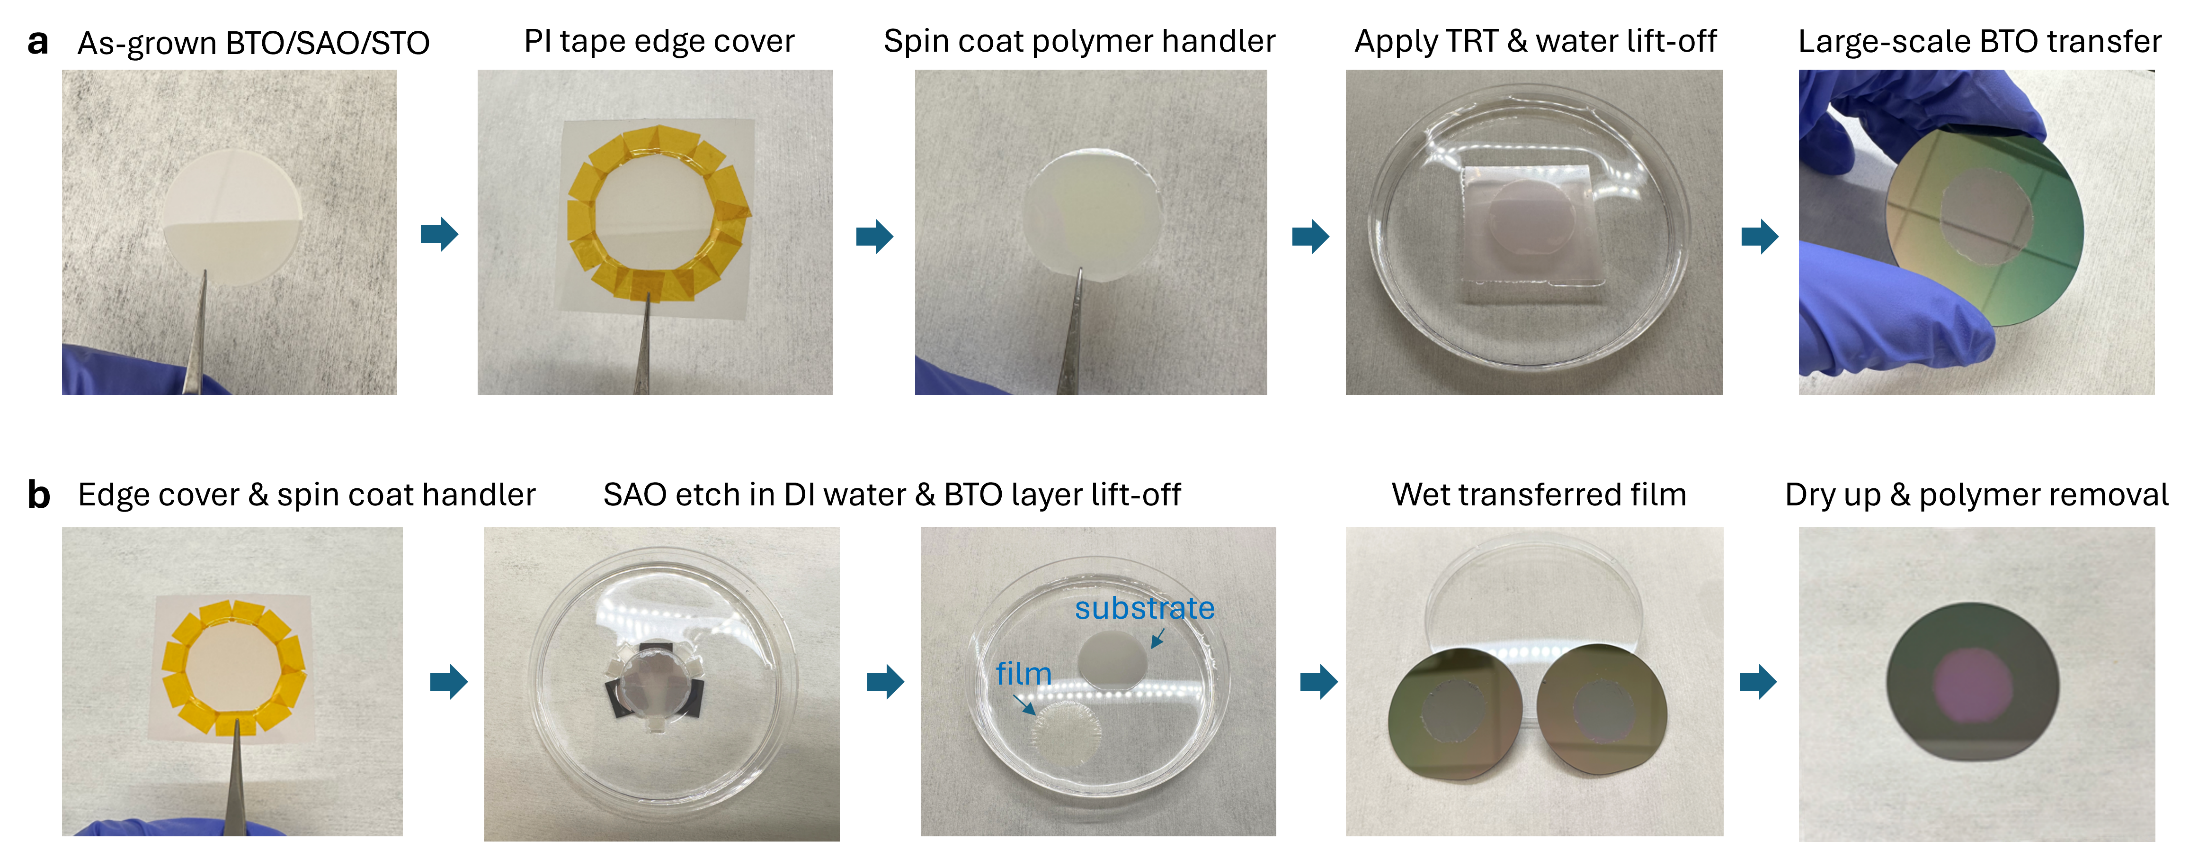 a As-grown BTO/SAO/STO
PI tape edge cover
Spin coat polymer handler
Apply TRT & water lift-off
Large-scale BTO transfer
b Edge cover & spin coat handler
SAO etch in DI water & BTO layer lift-off
Wet transferred film
Dry up & polymer removal
substrate
film